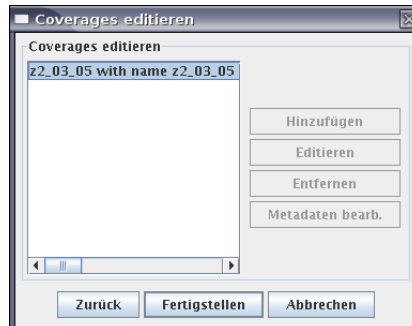 Coverages editieren
Coverages editieren
z2_03_05 with name z2_03_05
Hinzufügen
Editieren
Entfernen
Metadaten bearb.
Zurück Fertigstellen Abbrechen